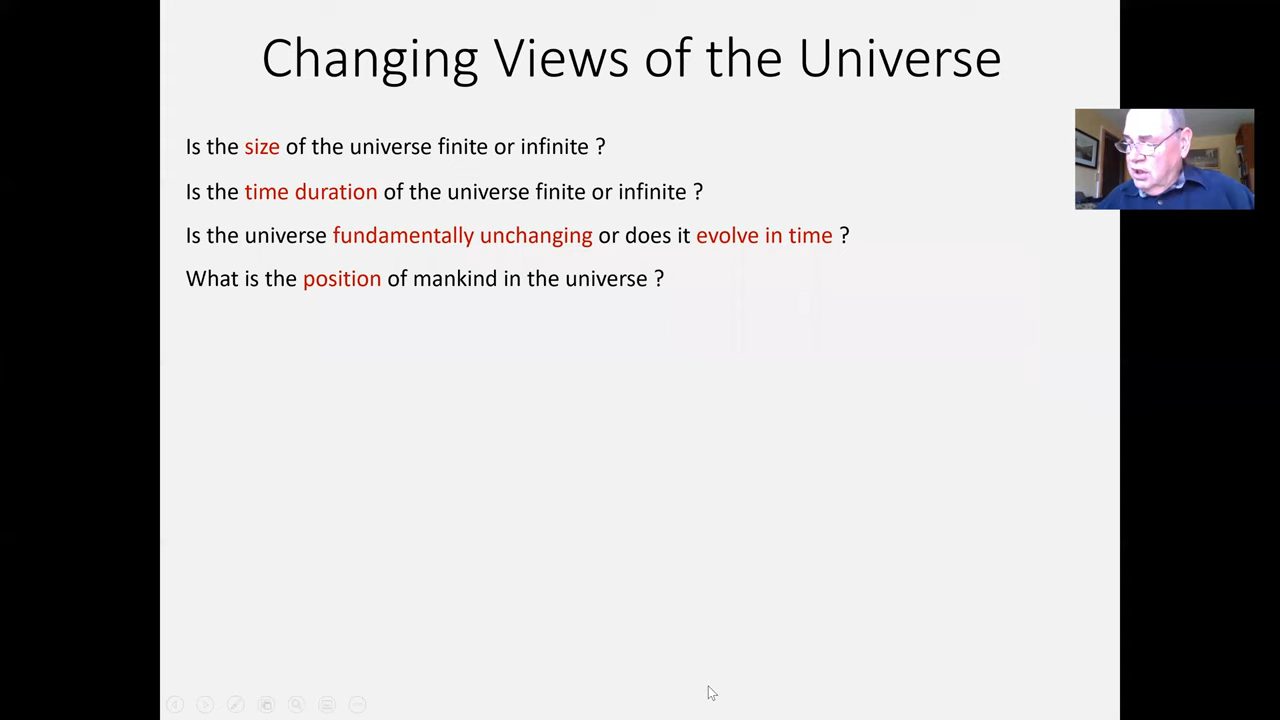 Changing Views of the Universe
Is the size of the universe finite or infinite ?
Is the time duration of the universe finite or infinite ?
Is the universe fundamentally unchanging or does it evolve in time ?
What is the position of mankind in the universe ?